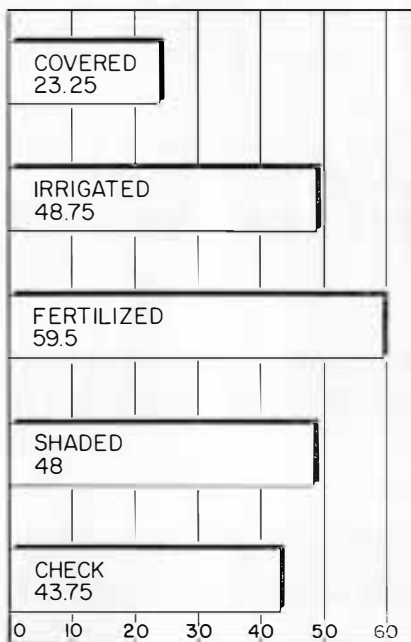 COVERED
23.25
IRRIGATED
48.75
FERTILIZED
59.5
SHADED
48
CHECK
43.75
0 10 20 30 40 50 60